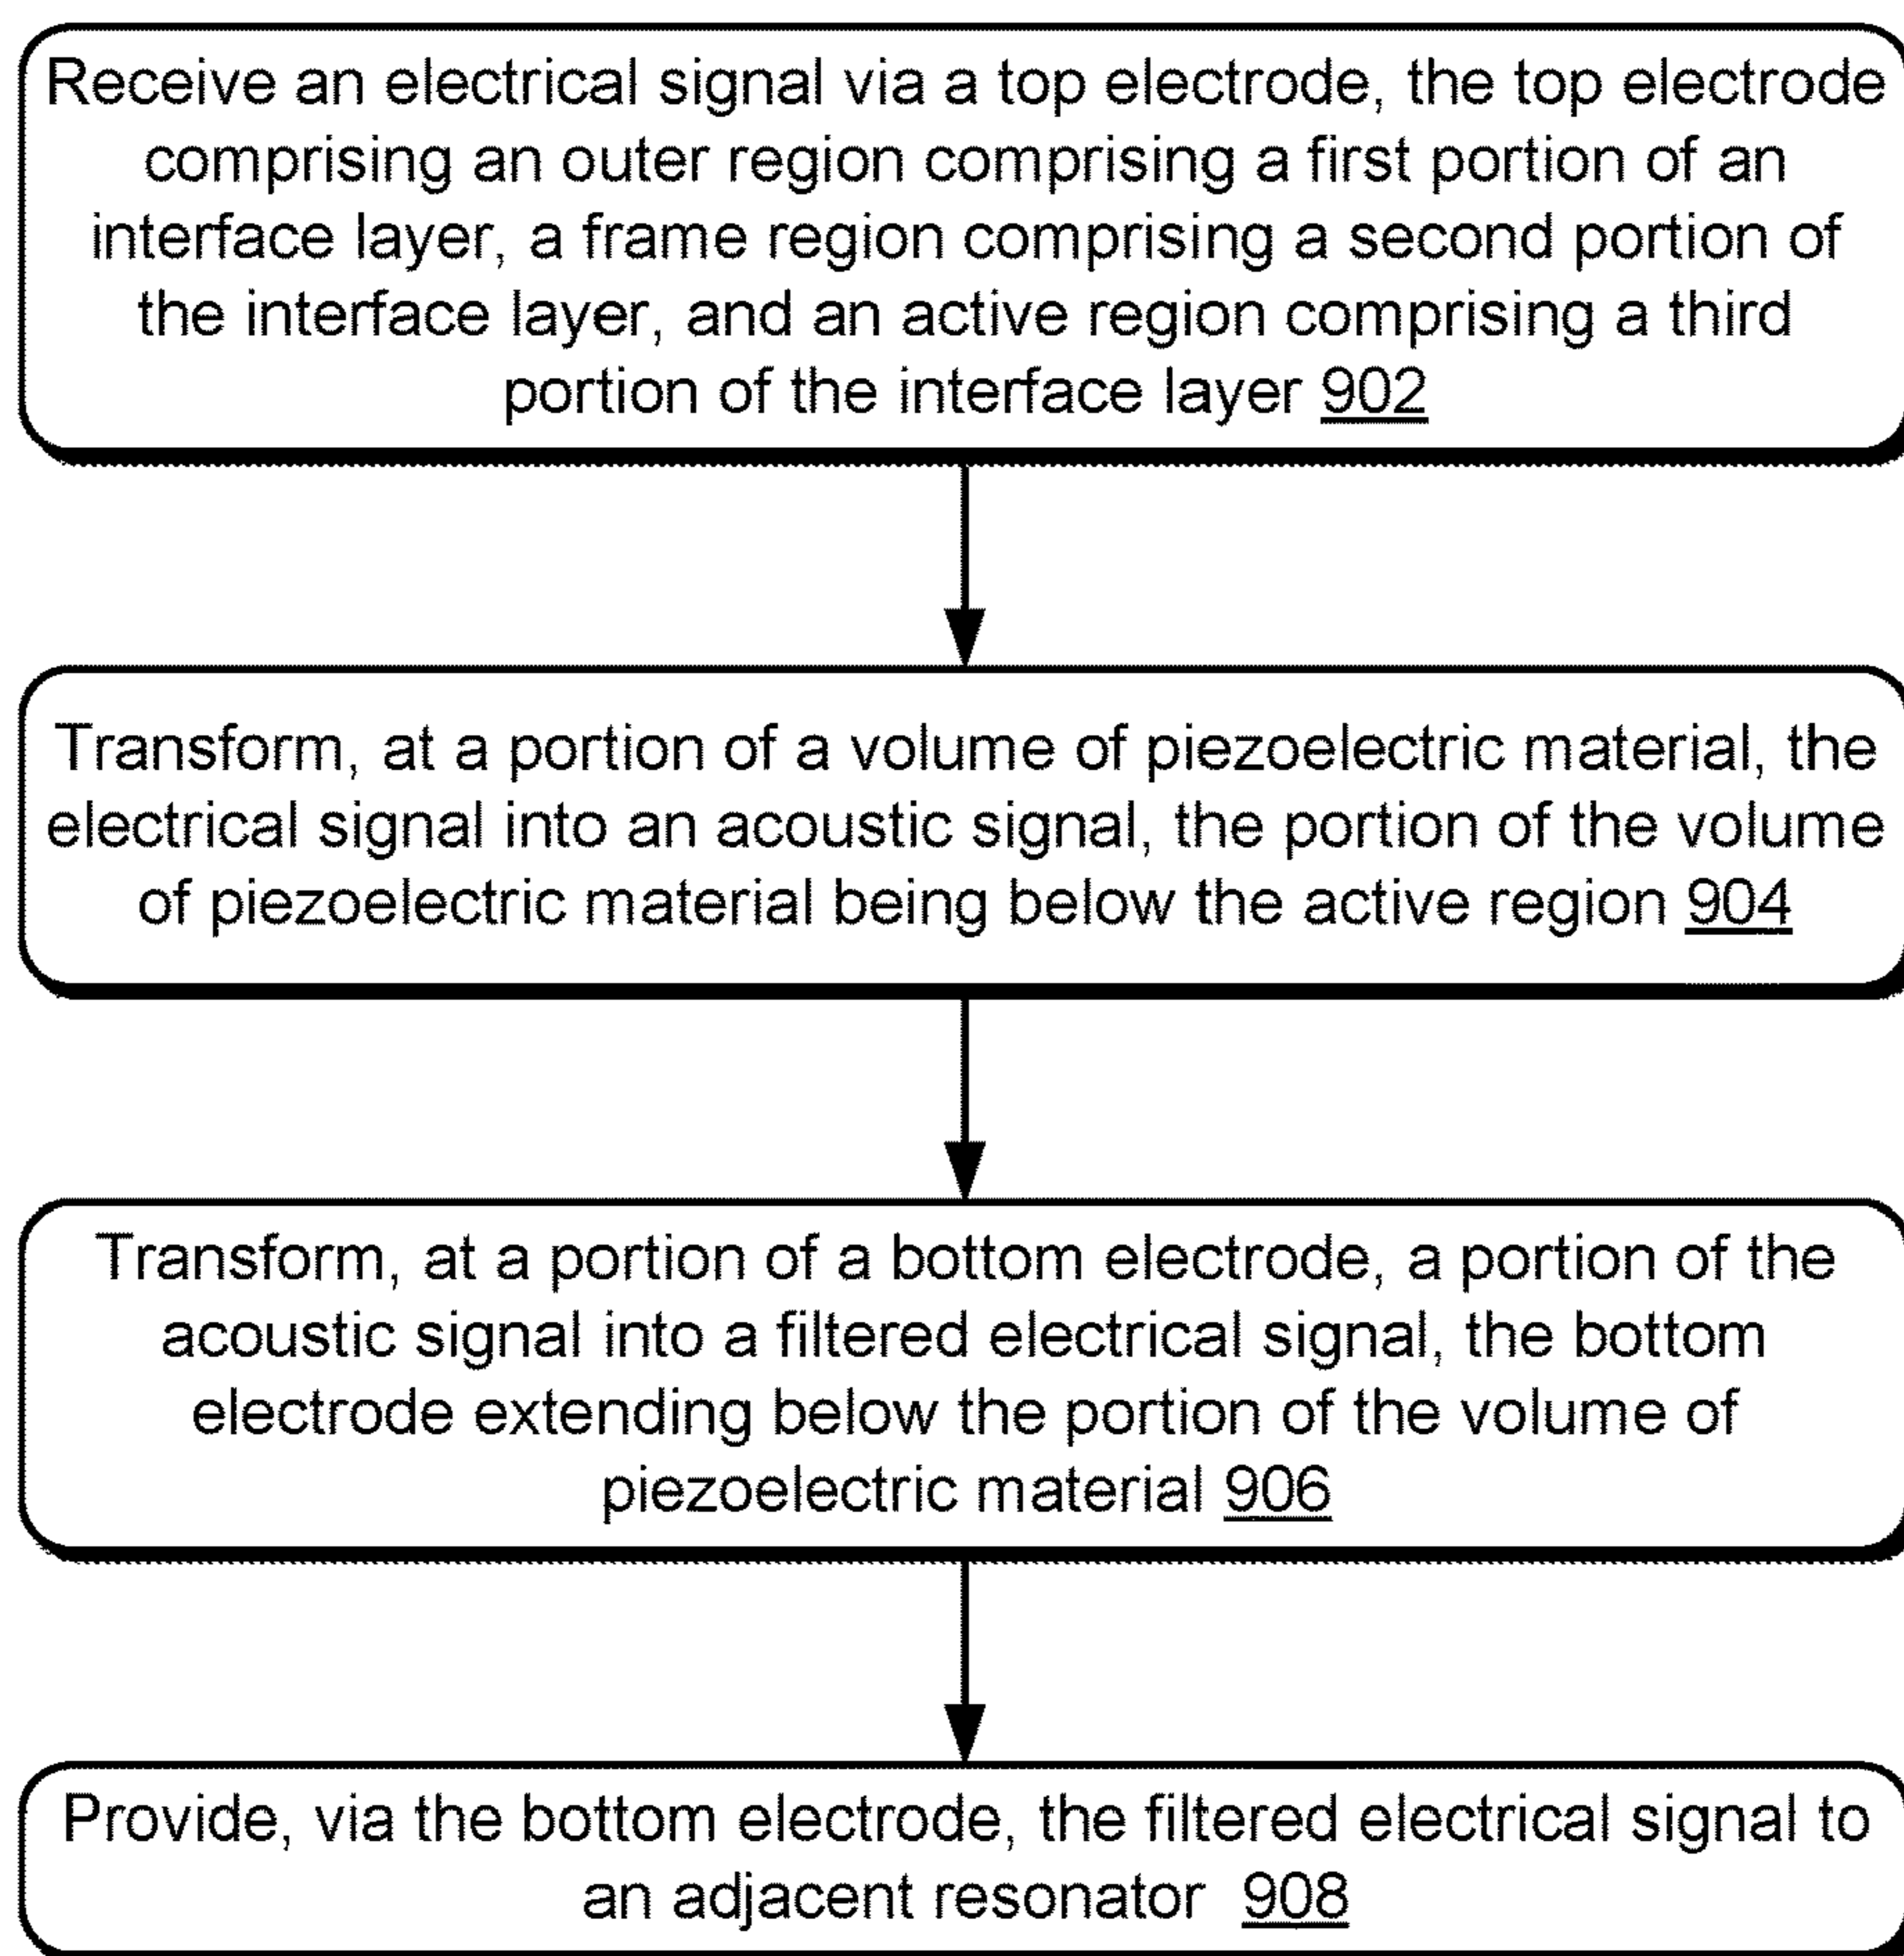 Receive an electrical signal via a top electrode, the top electrode
comprising an outer region comprising a first portion of an
interface layer, a frame region comprising a second portion of
the interface layer, and an active region comprising a third
portion of the interface layer 902
Transform, at a portion of a volume of piezoelectric material, the
electrical signal into an acoustic signal, the portion of the volume
of piezoelectric material being below the active region 904
Transform, at a portion of a bottom electrode, a portion of the
acoustic signal into a filtered electrical signal, the bottom
electrode extending below the portion of the volume of
piezoelectric material 906
Provide, via the bottom electrode, the filtered electrical signal to
an adjacent resonator 908